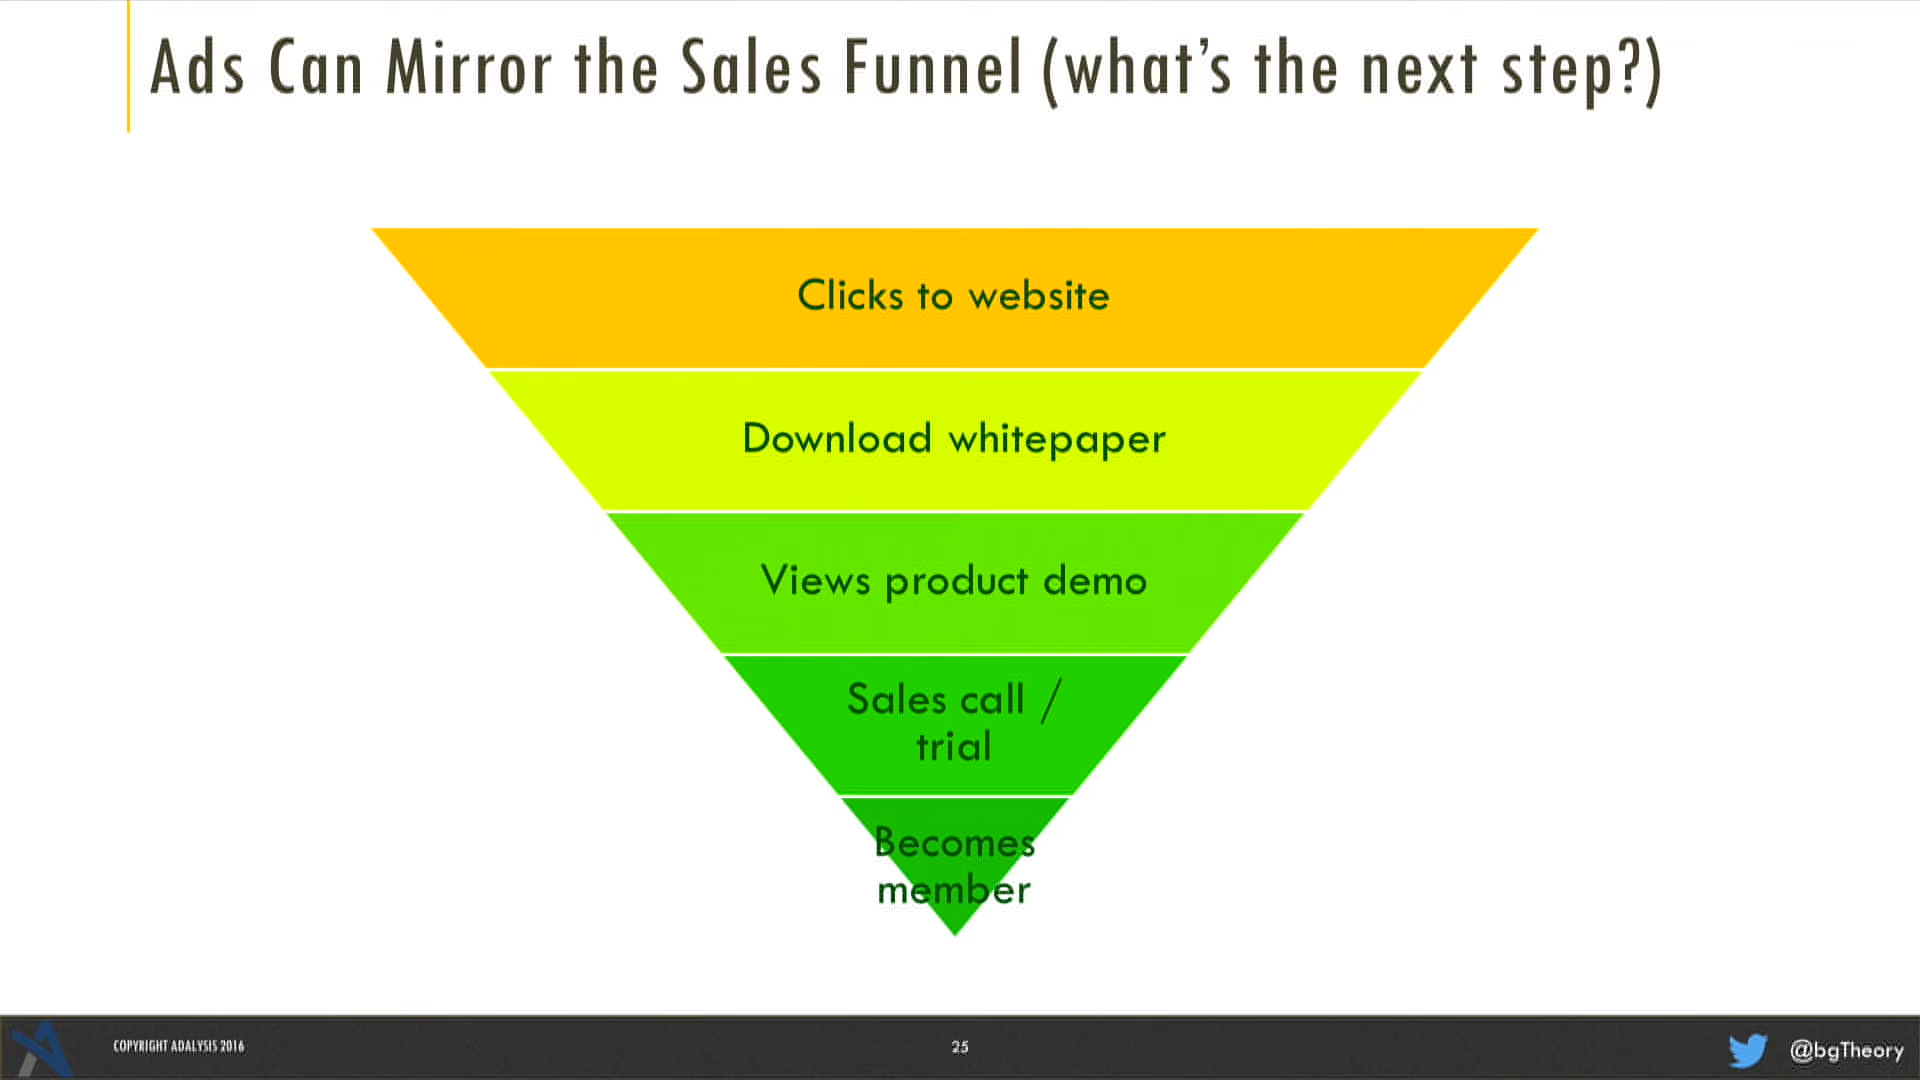 Ads Can Mirror the Sales Funnel (what's the next step?)
Clicks to website
Download whitepaper
Views product demo
Sales call /
trial
Becomes
member
COPYRIGHT ADALYSIS 2016
25
@bgTheory